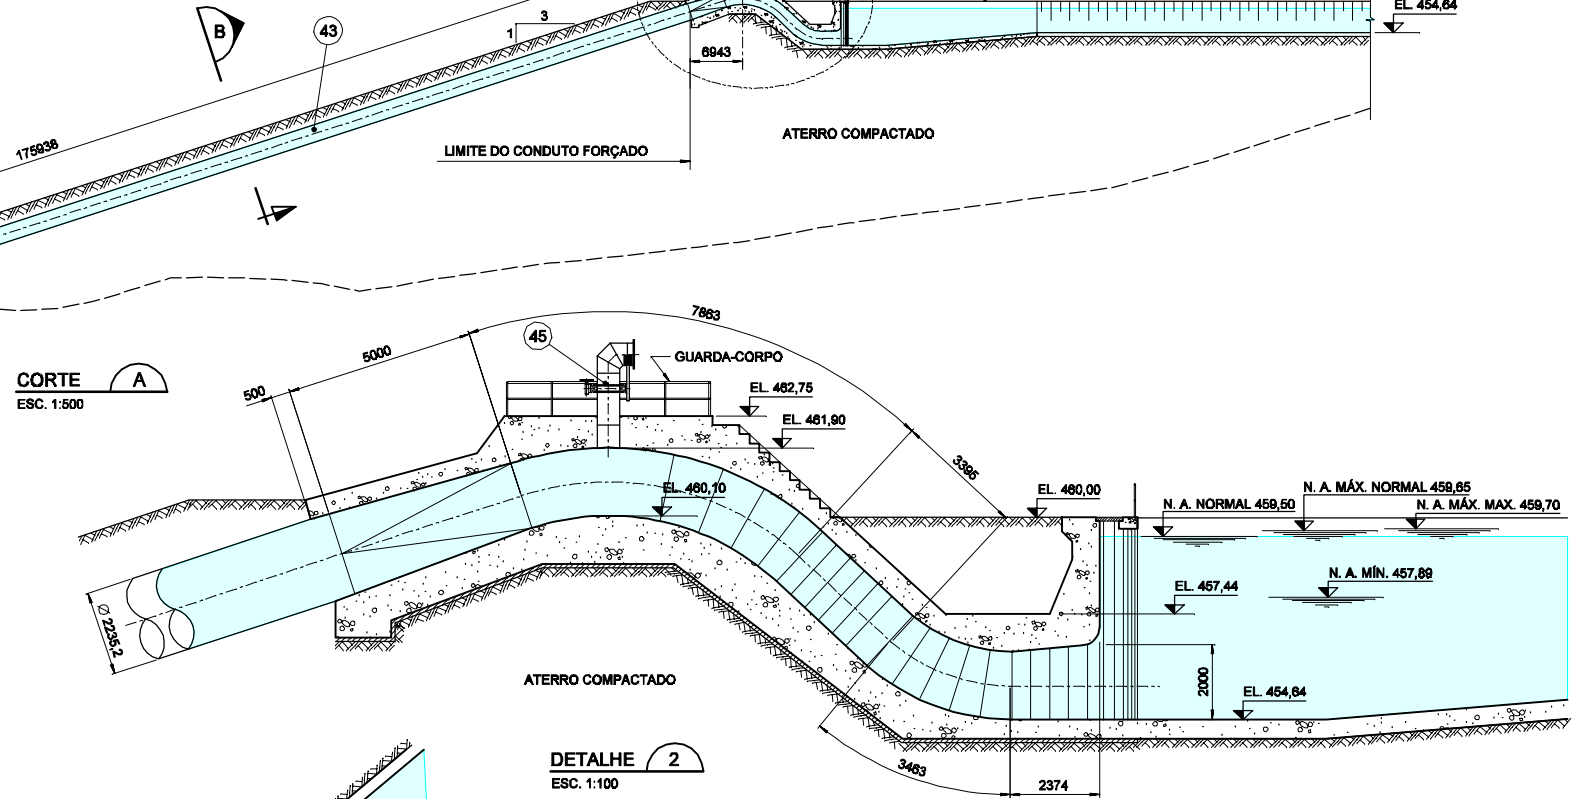 EL. 454,64
3
1
B
43
6943
175938
ATERRO COMPACTADO
LIMITE DO CONDUTO FORÇADO
7863
45
5000
GUARDA-CORPO
CORTE A
ESC. 1:500
500
EL. 462,75
EL. 461,90
3395
EL. 460,10
EL. 460,00
N. A. NORMAL 459,50
N. A. MÁX. NORMAL 459,65
N. A. MÁX. MAX. 459,70
N. A. MÍN. 457,89
EL. 457,44
Ø 2235,2
ATERRO COMPACTADO
2000
EL. 454,64
DETALHE 2
ESC. 1:100
3463
2374